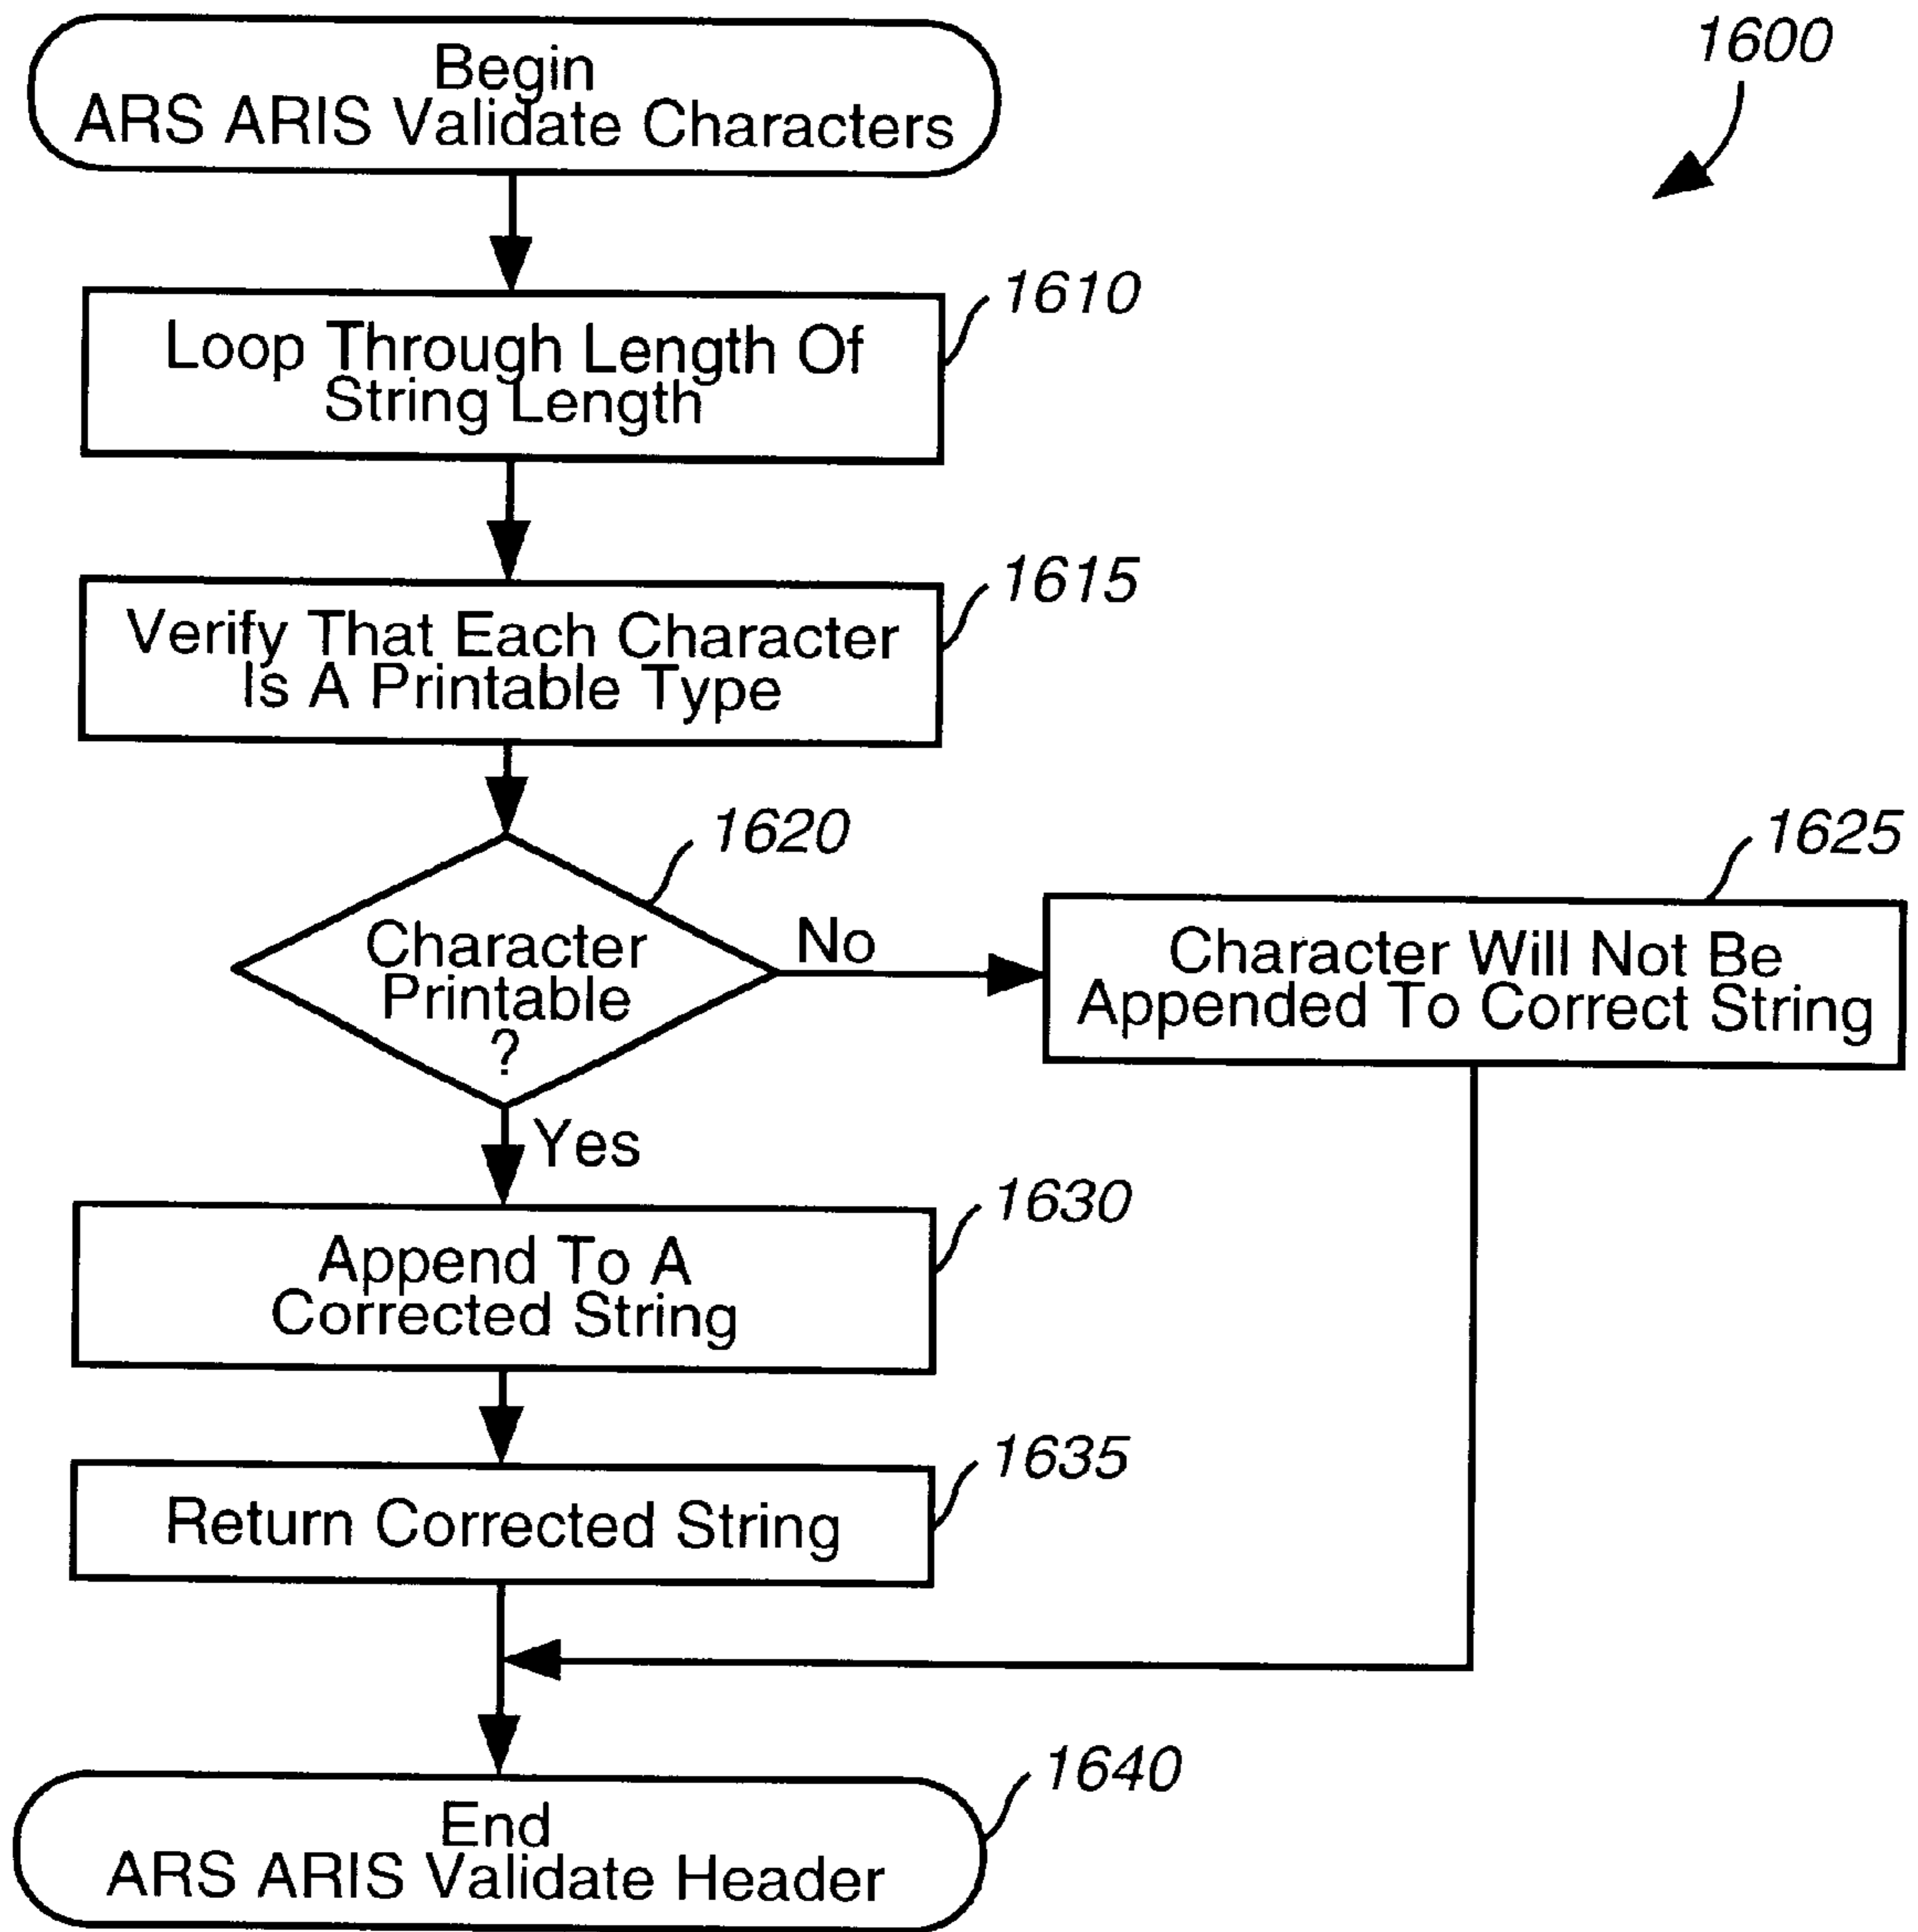 Begin
ARS ARIS Validate Characters
1600
Loop Through Length Of
String Length
1610
Verify That Each Character
Is A Printable Type
1615
1620
Character
Printable
?
No
Yes
1625
Character Will Not Be
Appended To Correct String
1630
Append To A
Corrected String
1635
Return Corrected String
1640
End
ARS ARIS Validate Header